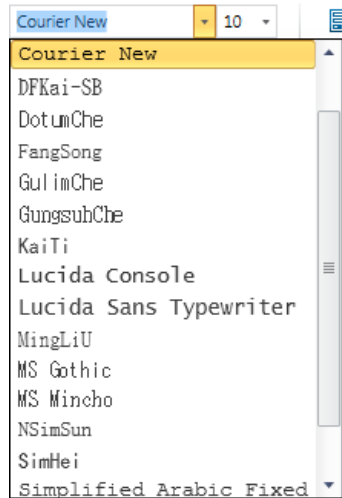 Courier New 10
Courier New
DFKai-SB
DotumChe
FangSong
GulimChe
GungsuhChe
KaiTi
Lucida Console
Lucida Sans Typewriter
MingLiU
MS Gothic
MS Mincho
NSimSun
SimHei
Simplified Arabic Fixed